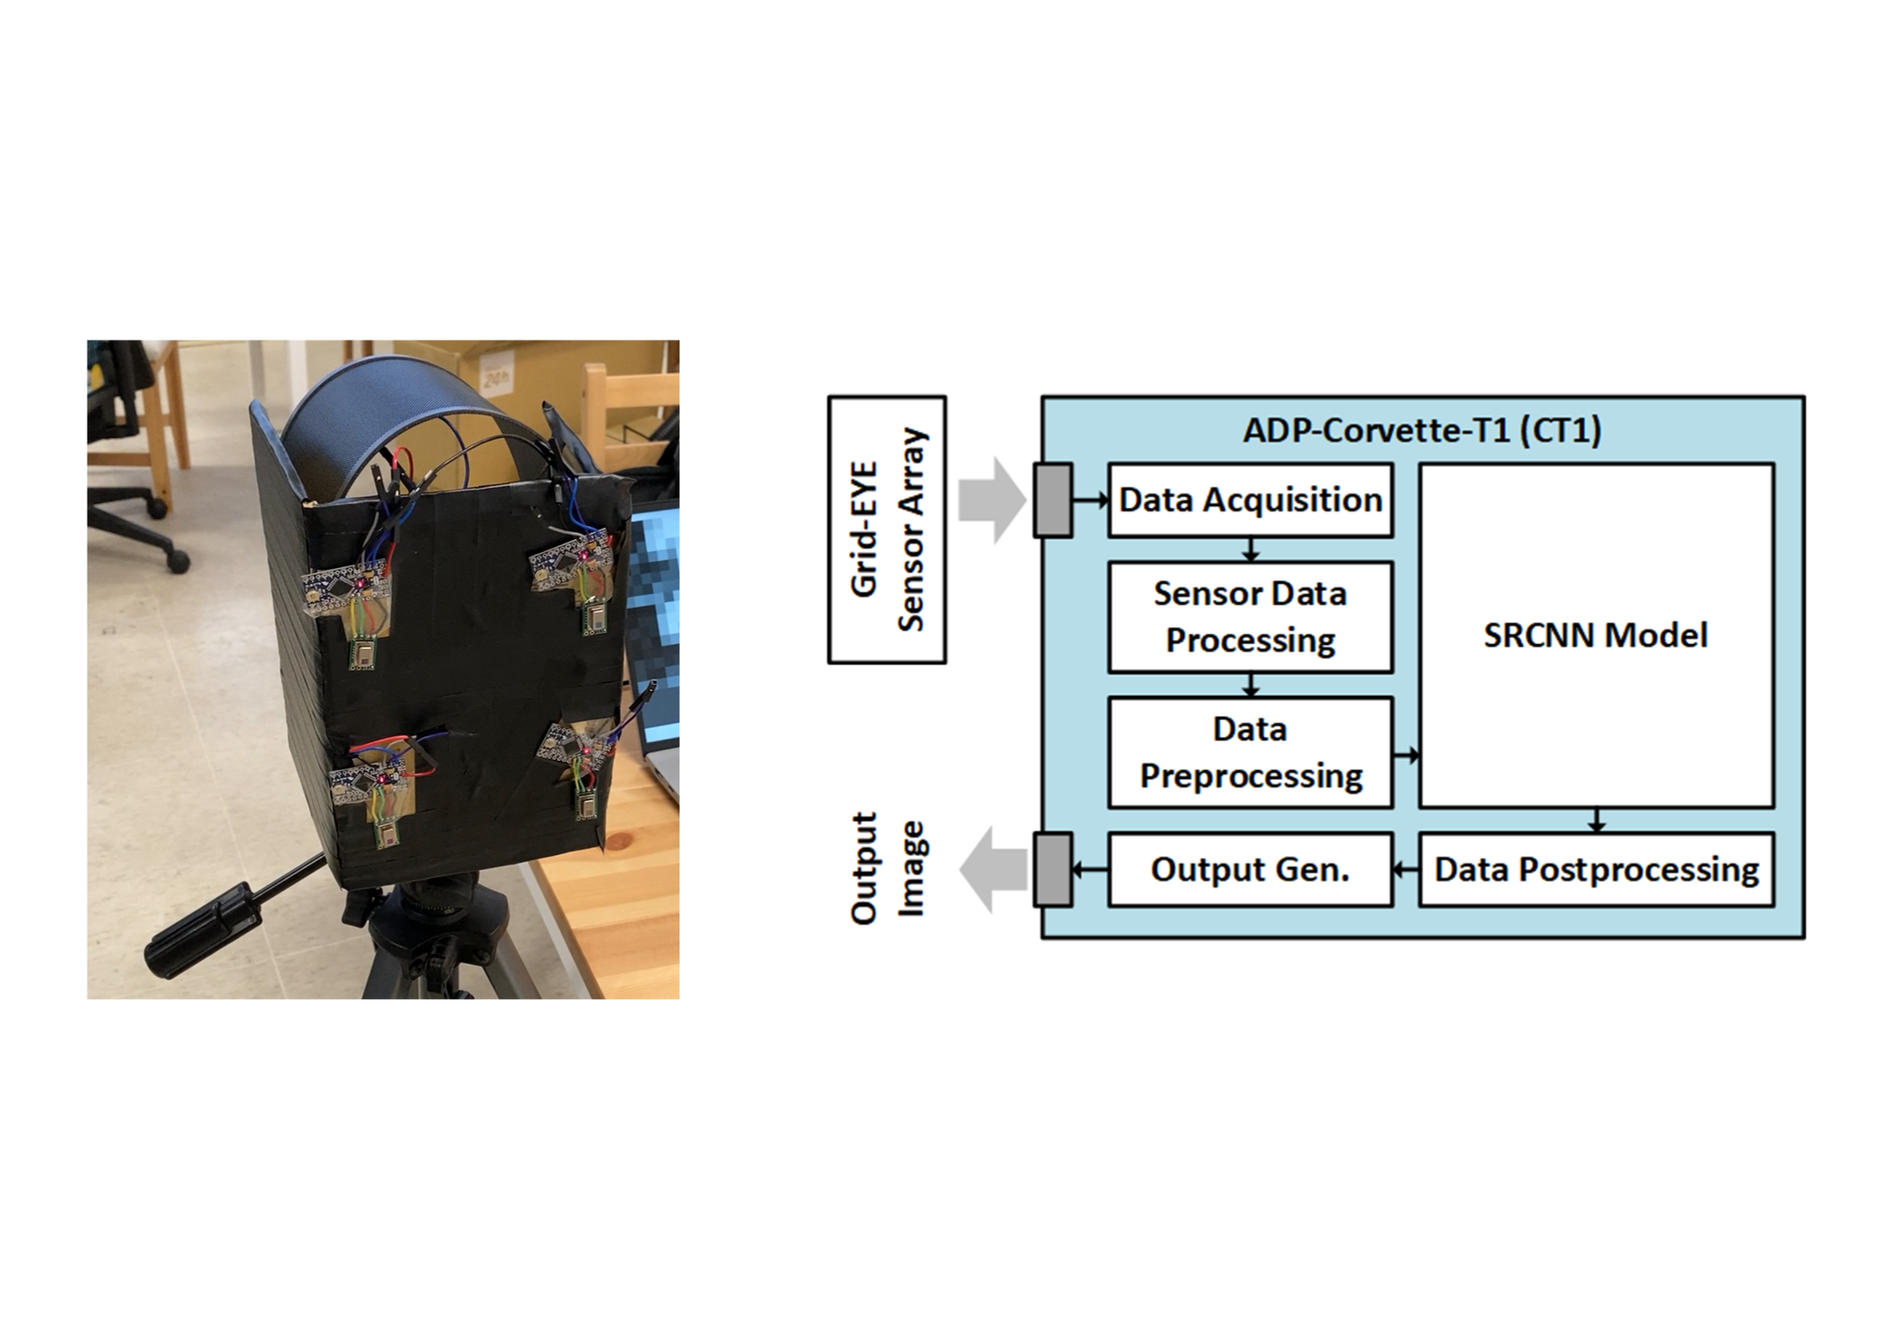 24h
Grid-EYE
Sensor Array
ADP-Corvette-T1 (CT1)
Data Acquisition
Sensor Data
Processing
Data
Preprocessing
SRCNN Model
Data Postprocessing
Output Gen.
Output
Image